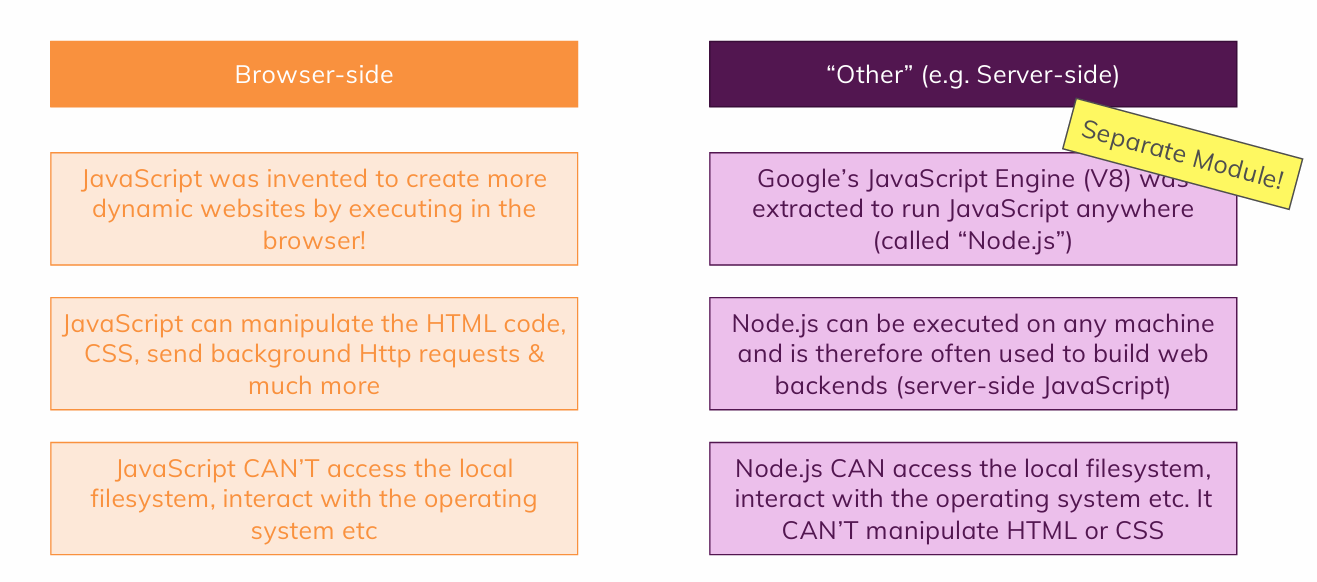 Browser-side
JavaScript was invented to create more
dynamic websites by executing in the
browser!
JavaScript can manipulate the HTML code,
CSS, send background Http requests &
much more
JavaScript CAN'T access the local
filesystem, interact with the operating
system etc
“Other” (e.g. Server-side)
Separate Module!
Google’s JavaScript Engine (V8) was
extracted to run JavaScript anywhere
(called “Node.js”)
Node.js can be executed on any machine
and is therefore often used to build web
backends (server-side JavaScript)
Node.js CAN access the local filesystem,
interact with the operating system etc. It
CAN’T manipulate HTML or CSS